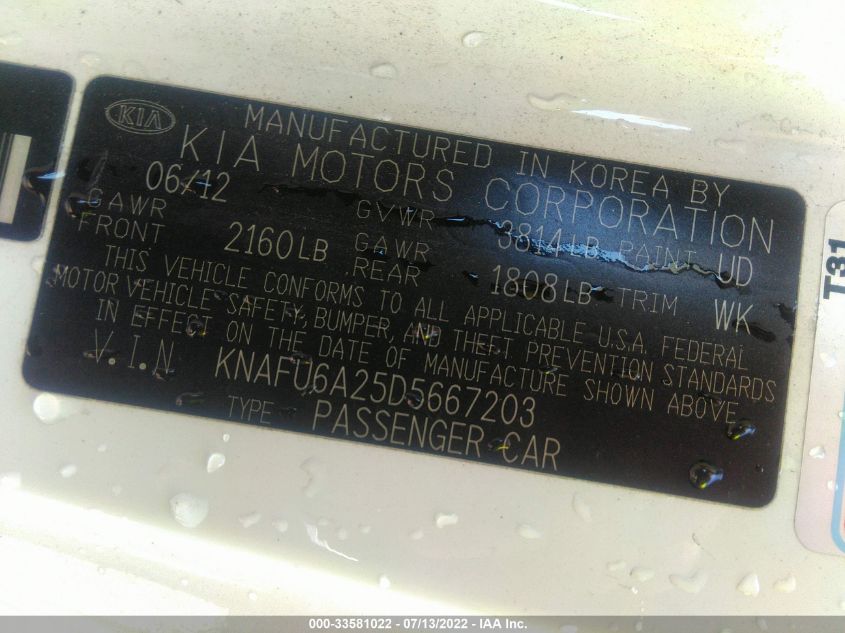 KIA
MANUFACTURED IN KOREA BY
KIA MOTORS CORPORATION
06/12 GVWR 3814LB PAINT UD
GAWR FRONT 2160LB GAWR REAR 1808LB TRIM WK
THIS VEHICLE CONFORMS TO ALL APPLICABLE U.S.A. FEDERAL
MOTOR VEHICLE SAFETY, BUMPER, AND THEFT PREVENTION STANDARDS
IN EFFECT ON THE DATE OF MANUFACTURE SHOWN ABOVE.
V.I.N KNAFU6A25D5667203
TYPE PASSENGER CAR
T31
000-33581022 - 07/13/2022 - IAA Inc.